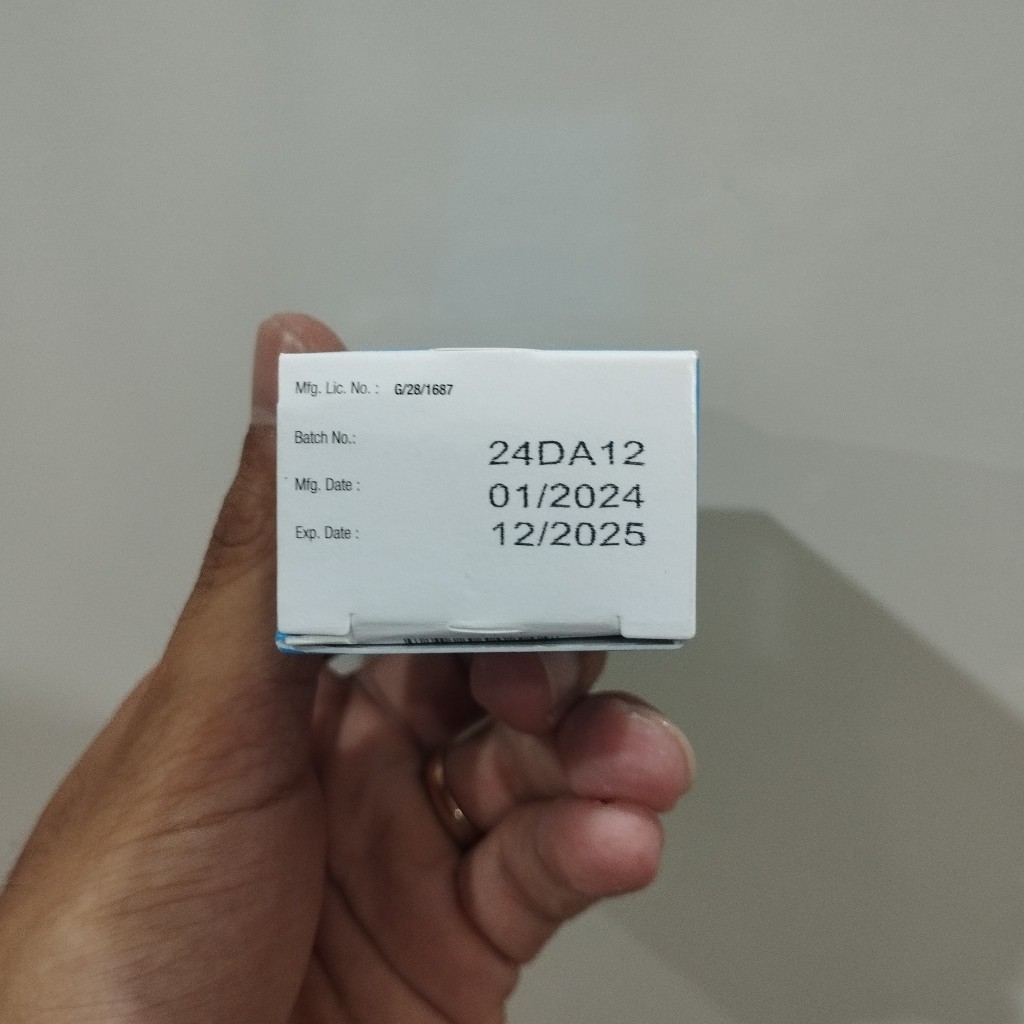 Mfg. Lic. No. : G/28/1687
Batch No.: 24DA12
Mfg. Date : 01/2024
Exp. Date : 12/2025